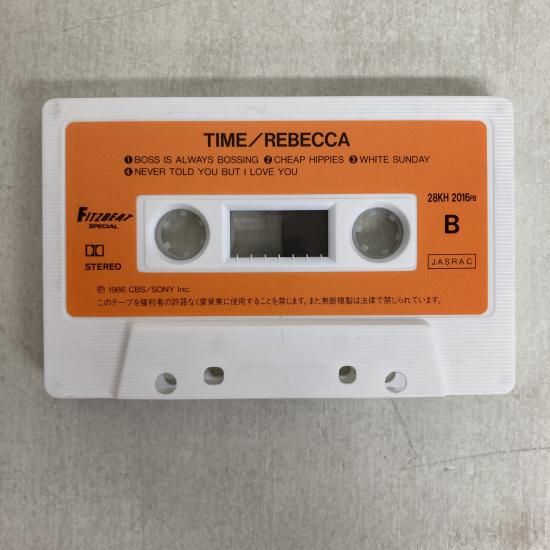 TIME/REBECCA
❶BOSS IS ALWAYS BOSSING ❷CHEAP HIPPIES ❸WHITE SUNDAY
❹NEVER TOLD YOU BUT I LOVE YOU
FITZBEAT
SPECIAL
28KH 2016FB
B
STEREO
JASRAC
Ⓟ 1986 CBS/SONY Inc.
このテープを権利者の許諾なく賃貸業に使用することを禁じます。また無断複製は法律で禁じられています。